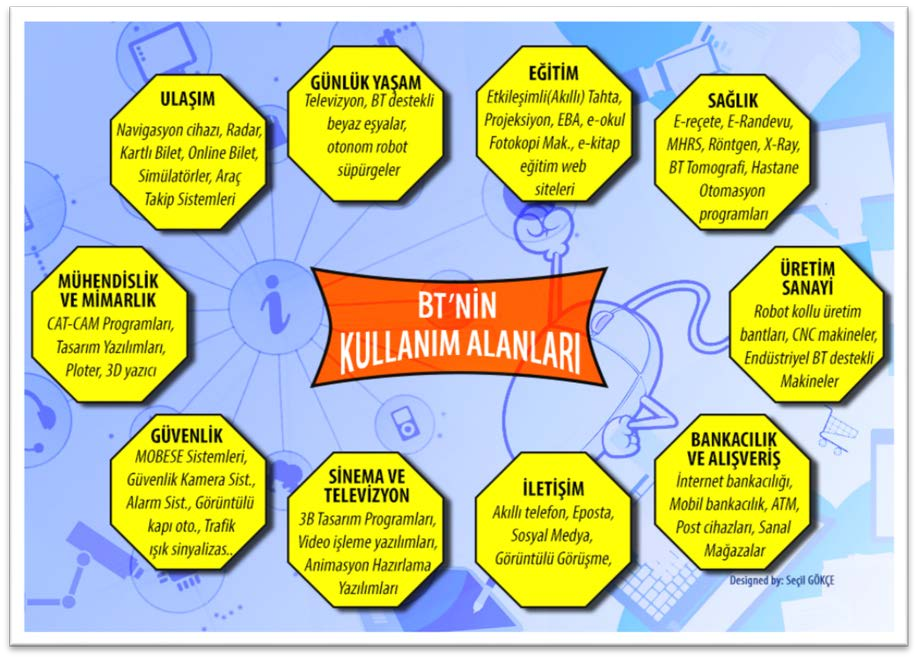 ULAŞIM
Navigasyon cihazı, Radar,
Kartlı Bilet, Online Bilet,
Simülatörler, Araç
Takip Sistemleri
GÜNLÜK YAŞAM
Televizyon, BT destekli
beyaz eşyalar,
otonom robot
süpürgeler
EĞİTİM
Etkileşimli(Akıllı) Tahta,
Projeksiyon, EBA, e-okul
Fotokopi Mak., e-kitap
eğitim web
siteleri
SAĞLIK
E-reçete, E-Randevu,
MHRS, Röntgen, X-Ray,
BT Tomografi, Hastane
Otomasyon
programları
MÜHENDİSLİK
VE MİMARLIK
CAT-CAM Programları,
Tasarım Yazılımları,
Ploter, 3D yazıcı
BT'NİN
KULLANIM ALANLARI
ÜRETİM
SANAYİ
Robot kollu üretim
bantları, CNC makineler,
Endüstriyel BT destekli
Makineler
GÜVENLİK
MOBESE Sistemleri,
Güvenlik Kamera Sist.,
Alarm Sist., Görüntülü
kapı oto., Trafik
ışık sinyalizas..
SİNEMA VE
TELEVİZYON
3B Tasarım Programları,
Video işleme yazılımları,
Animasyon Hazırlama
Yazılımları
İLETİŞİM
Akıllı telefon, Eposta,
Sosyal Medya,
Görüntülü Görüşme,
BANKACILIK
VE ALIŞVERİŞ
İnternet bankacılığı,
Mobil bankacılık, ATM,
Post cihazları, Sanal
Mağazalar
Designed by: Seçil GÖKÇE